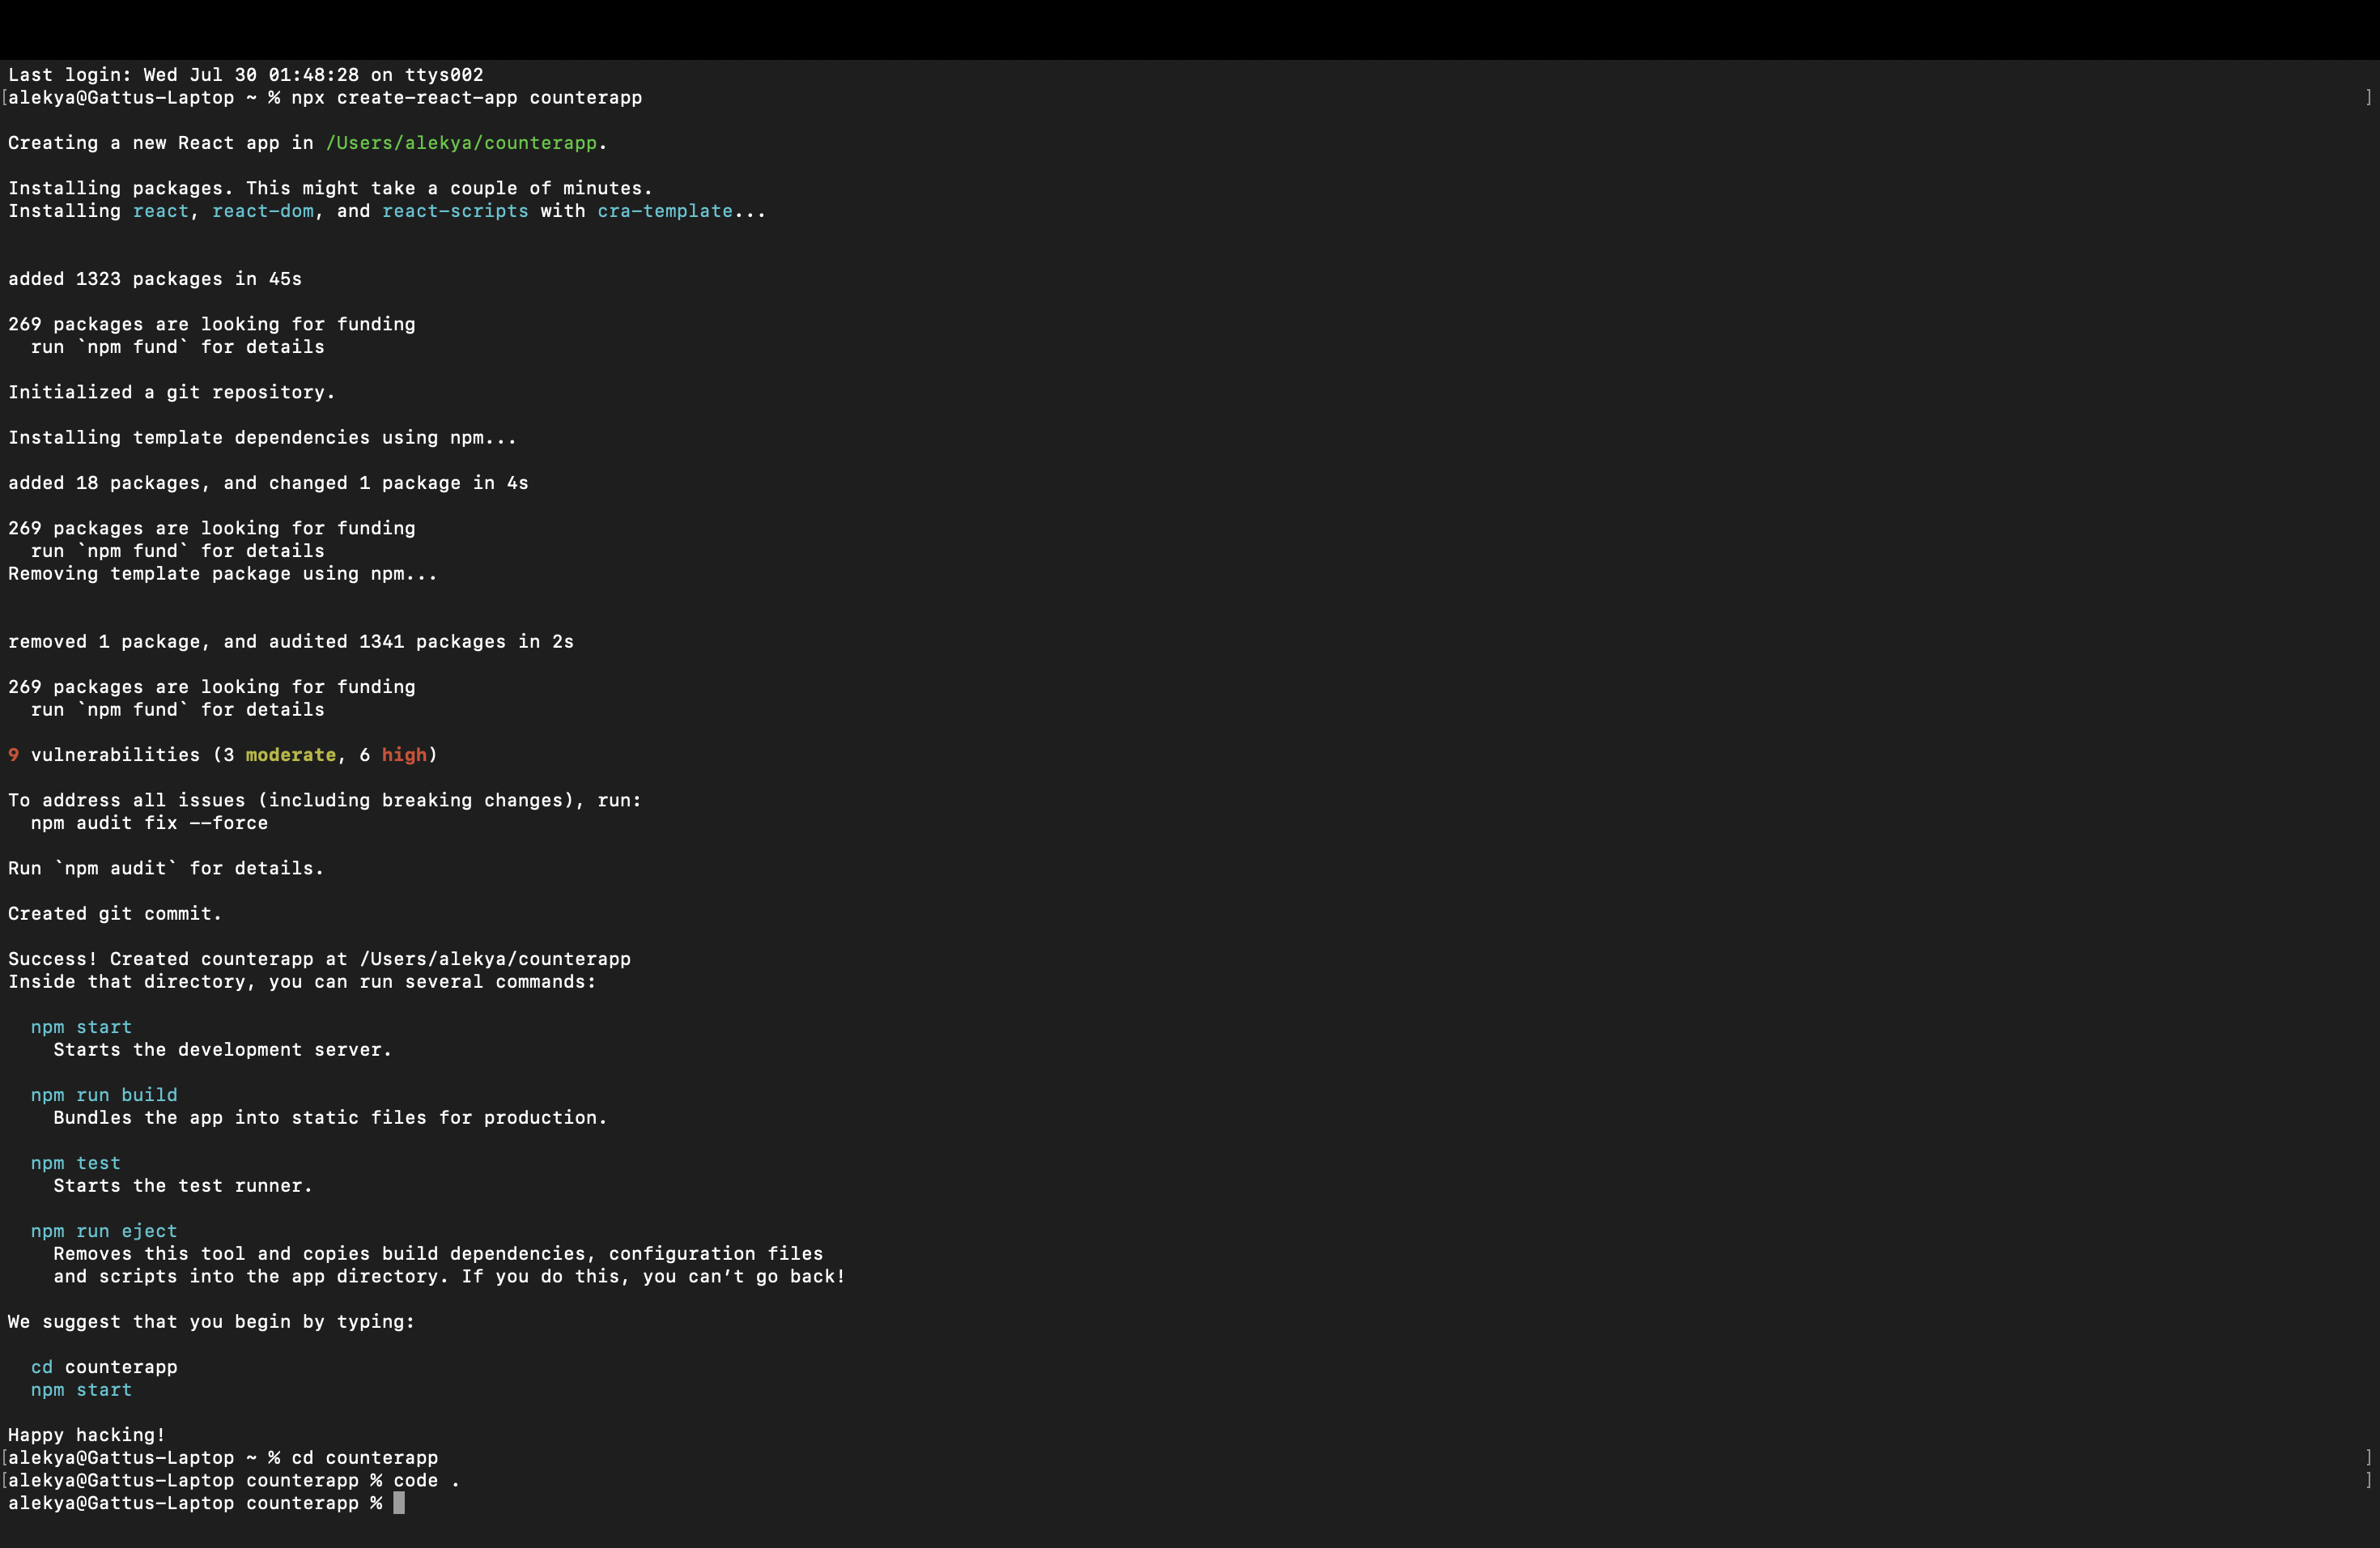 Last login: Wed Jul 30 01:48:28 on ttys002
[alekya@Gattus-Laptop ~ % npx create-react-app counterapp ]
Creating a new React app in /Users/alekya/counterapp.
Installing packages. This might take a couple of minutes.
Installing react, react-dom, and react-scripts with cra-template...
added 1323 packages in 45s
269 packages are looking for funding
  run `npm fund` for details
Initialized a git repository.
Installing template dependencies using npm...
added 18 packages, and changed 1 package in 4s
269 packages are looking for funding
  run `npm fund` for details
Removing template package using npm...
removed 1 package, and audited 1341 packages in 2s
269 packages are looking for funding
  run `npm fund` for details
9 vulnerabilities (3 moderate, 6 high)
To address all issues (including breaking changes), run:
  npm audit fix --force
Run `npm audit` for details.
Created git commit.
Success! Created counterapp at /Users/alekya/counterapp
Inside that directory, you can run several commands:
  npm start
    Starts the development server.
  npm run build
    Bundles the app into static files for production.
  npm test
    Starts the test runner.
  npm run eject
    Removes this tool and copies build dependencies, configuration files
    and scripts into the app directory. If you do this, you can’t go back!
We suggest that you begin by typing:
  cd counterapp
  npm start
Happy hacking!
[alekya@Gattus-Laptop ~ % cd counterapp ]
[alekya@Gattus-Laptop counterapp % code . ]
alekya@Gattus-Laptop counterapp %